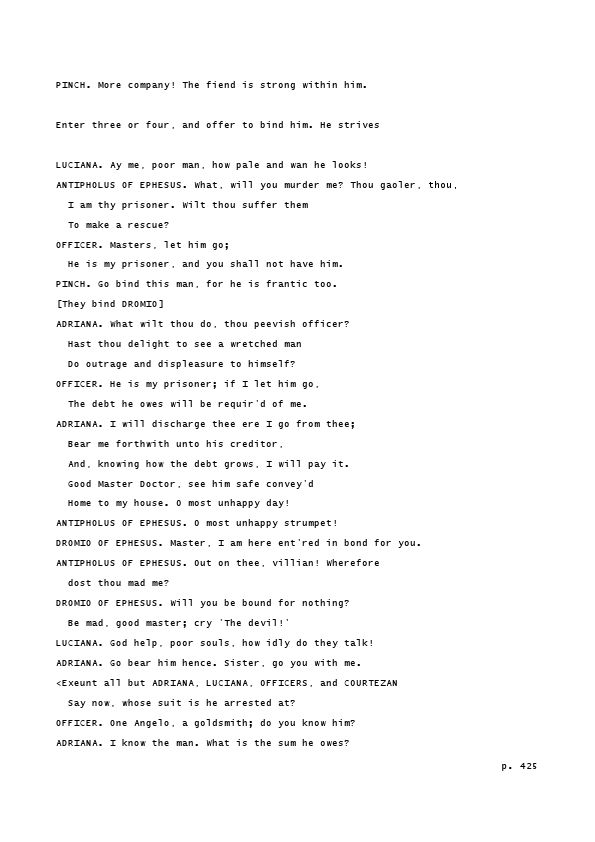 PINCH. More company! The fiend is strong within him.
Enter three or four, and offer to bind him. He strives
LUCIANA. Ay me, poor man, how pale and wan he looks!
ANTIPHOLUS OF EPHESUS. What, will you murder me? Thou gaoler, thou,
I am thy prisoner. Wilt thou suffer them
To make a rescue?
OFFICER. Masters, let him go;
He is my prisoner, and you shall not have him.
PINCH. Go bind this man, for he is frantic too.
[They bind DROMIO]
ADRIANA. What wilt thou do, thou peevish officer?
Hast thou delight to see a wretched man
Do outrage and displeasure to himself?
OFFICER. He is my prisoner; if I let him go,
The debt he owes will be requir'd of me.
ADRIANA. I will discharge thee ere I go from thee;
Bear me forthwith unto his creditor,
And, knowing how the debt grows, I will pay it.
Good Master Doctor, see him safe convey'd
Home to my house. O most unhappy day!
ANTIPHOLUS OF EPHESUS. O most unhappy strumpet!
DROMIO OF EPHESUS. Master, I am here ent'red in bond for you.
ANTIPHOLUS OF EPHESUS. Out on thee, villian! Wherefore
dost thou mad me?
DROMIO OF EPHESUS. Will you be bound for nothing?
Be mad, good master; cry 'The devil!'
LUCIANA. God help, poor souls, how idly do they talk!
ADRIANA. Go bear him hence. Sister, go you with me.
<Exeunt all but ADRIANA, LUCIANA, OFFICERS, and COURTEZAN
Say now, whose suit is he arrested at?
OFFICER. One Angelo, a goldsmith; do you know him?
ADRIANA. I know the man. What is the sum he owes?
p. 425